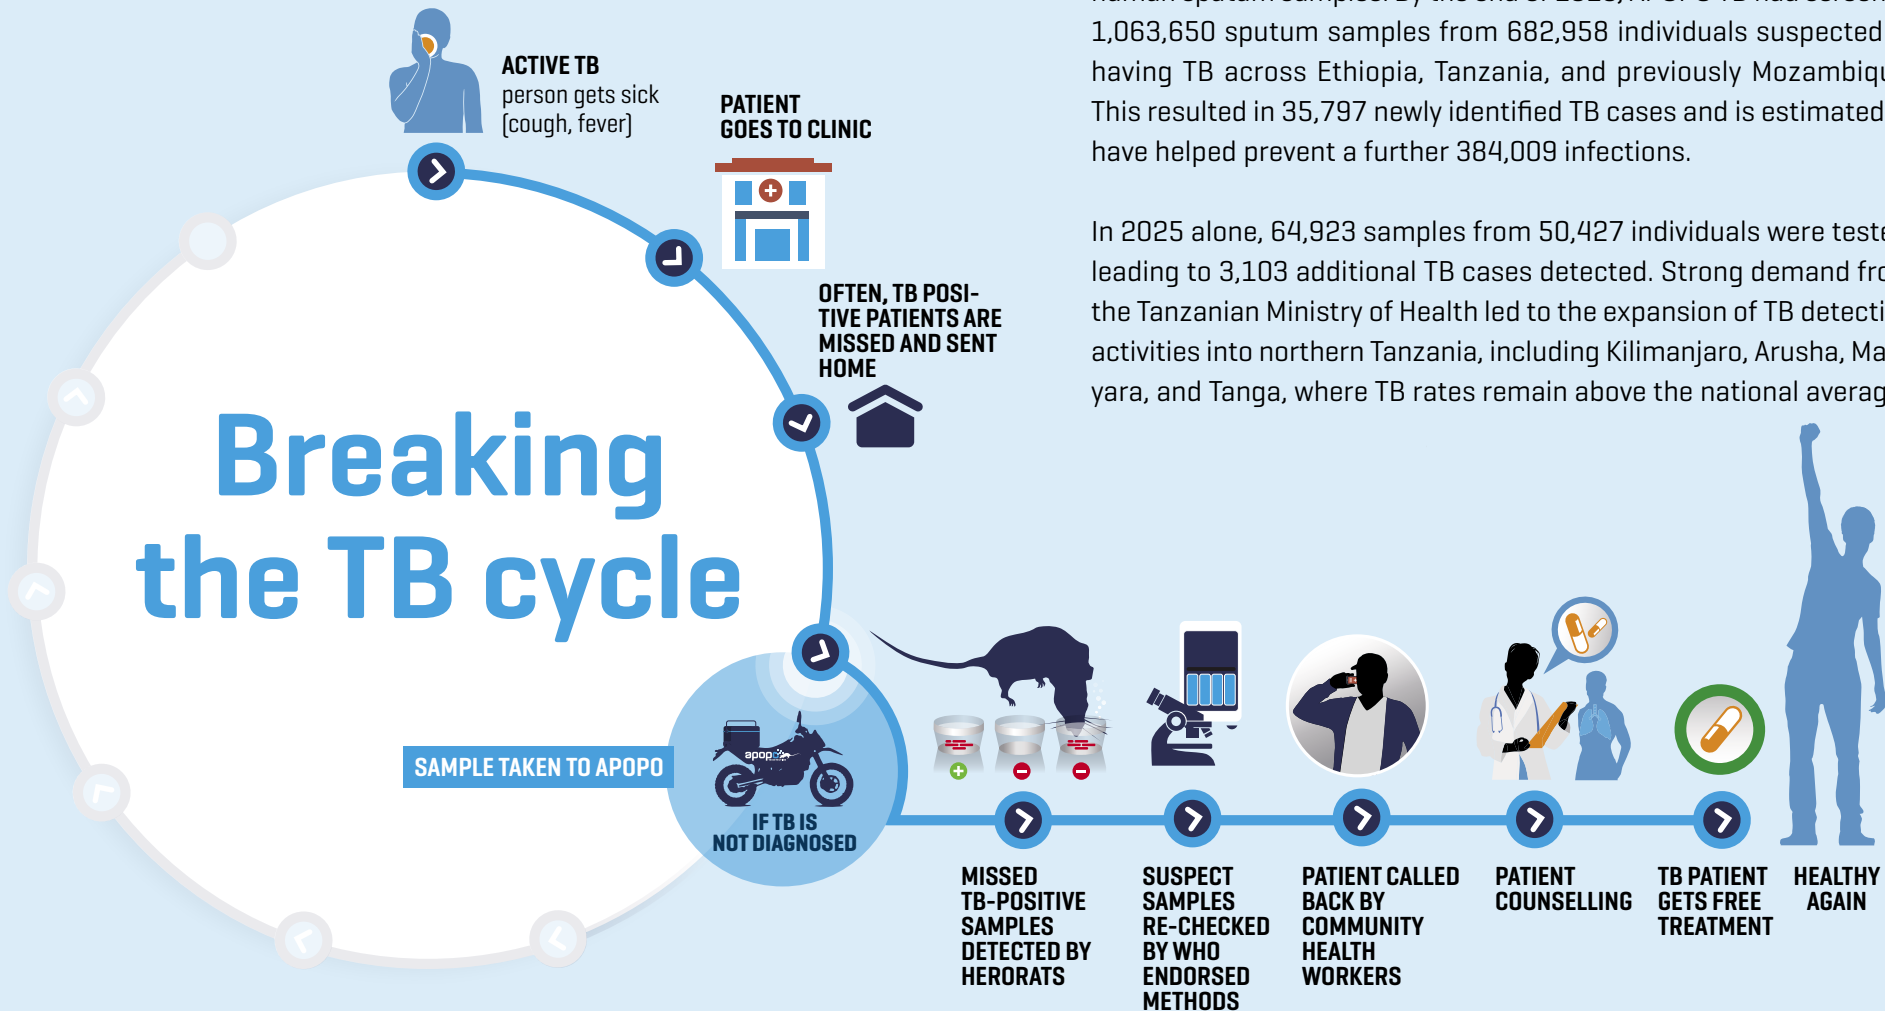 ACTIVE TB
person gets sick
(cough, fever)
PATIENT
GOES TO CLINIC
OFTEN, TB POSI-
TIVE PATIENTS ARE
MISSED AND SENT
HOME
Breaking
the TB cycle
SAMPLE TAKEN TO APOPO
apopo
IF TB IS
NOT DIAGNOSED
MISSED
TB-POSITIVE
SAMPLES
DETECTED BY
HERORATS
SUSPECT
SAMPLES
RE-CHECKED
BY WHO
ENDORSED
METHODS
PATIENT CALLED
BACK BY
COMMUNITY
HEALTH
WORKERS
PATIENT
COUNSELLING
TB PATIENT
GETS FREE
TREATMENT
HEALTHY
AGAIN
1,063,650 sputum samples from 682,958 individuals suspected
having TB across Ethiopia, Tanzania, and previously Mozambiqu
This resulted in 35,797 newly identified TB cases and is estimated
have helped prevent a further 384,009 infections.
In 2025 alone, 64,923 samples from 50,427 individuals were teste
leading to 3,103 additional TB cases detected. Strong demand fro
the Tanzanian Ministry of Health led to the expansion of TB detecti
activities into northern Tanzania, including Kilimanjaro, Arusha, Ma
yara, and Tanga, where TB rates remain above the national averag